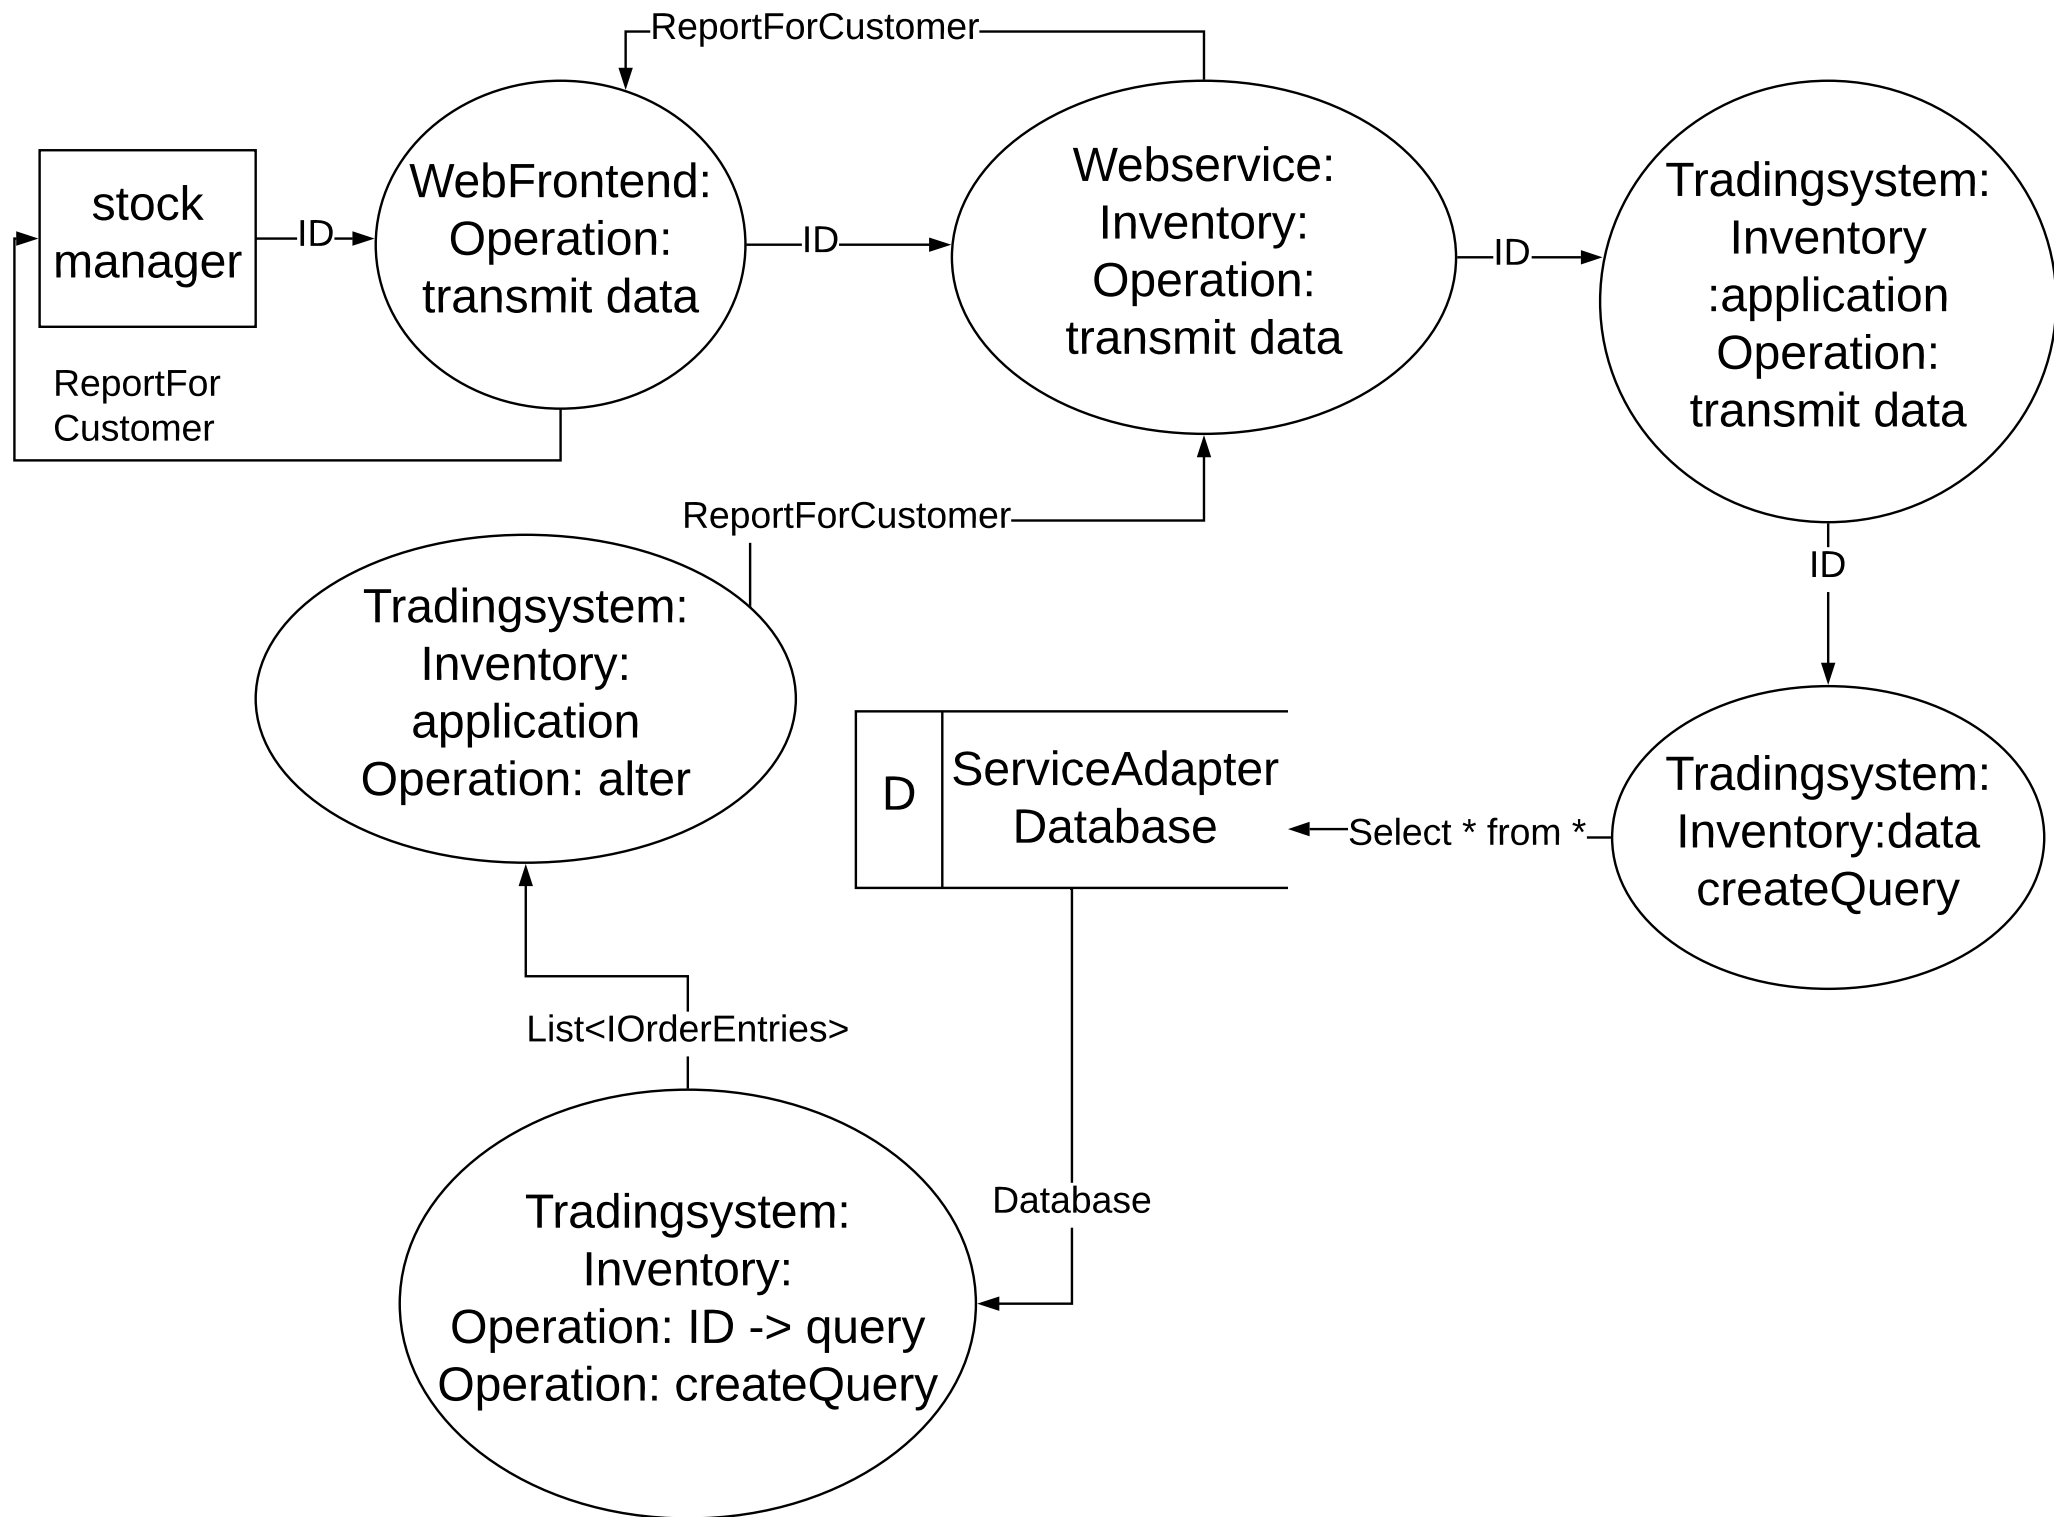 ReportForCustomer
stock
manager
ID
WebFrontend:
Operation:
transmit data
ID
Webservice:
Inventory:
Operation:
transmit data
ID
Tradingsystem:
Inventory
:application
Operation:
transmit data
ReportFor
Customer
ReportForCustomer
ID
Tradingsystem:
Inventory:
application
Operation: alter
D
ServiceAdapter
Database
Select * from *
Tradingsystem:
Inventory:data
createQuery
List<IOrderEntries>
Database
Tradingsystem:
Inventory:
Operation: ID -> query
Operation: createQuery